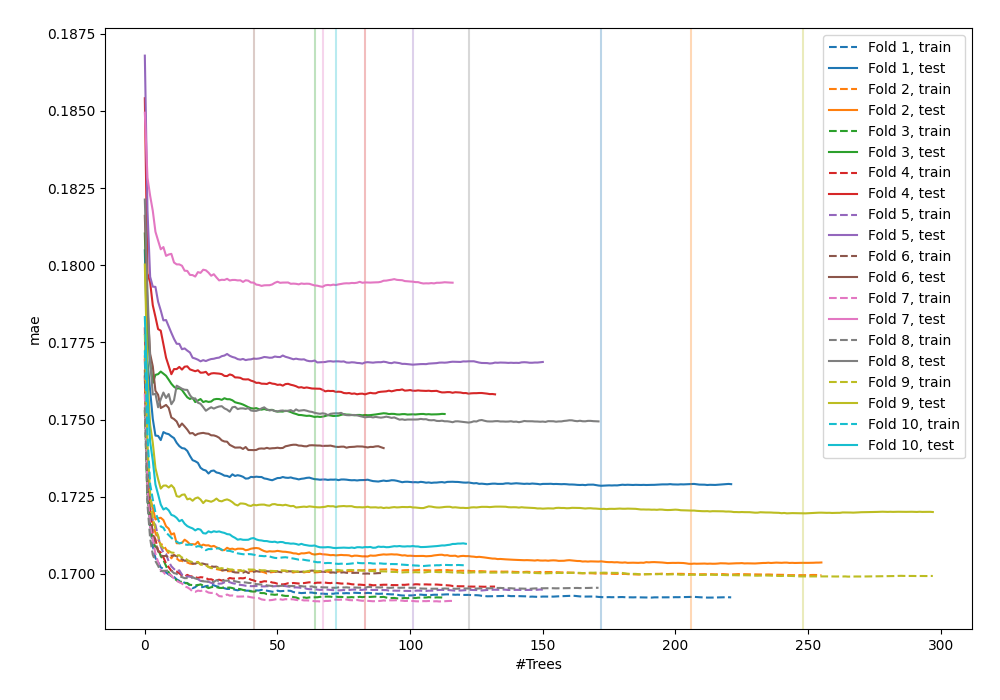 0.1875
0.1850
0.1825
0.1800
0.1775
0.1750
0.1725
0.1700
mae
0 50 100 150 200 250 300
#Trees
Fold 1, train
Fold 1, test
Fold 2, train
Fold 2, test
Fold 3, train
Fold 3, test
Fold 4, train
Fold 4, test
Fold 5, train
Fold 5, test
Fold 6, train
Fold 6, test
Fold 7, train
Fold 7, test
Fold 8, train
Fold 8, test
Fold 9, train
Fold 9, test
Fold 10, train
Fold 10, test